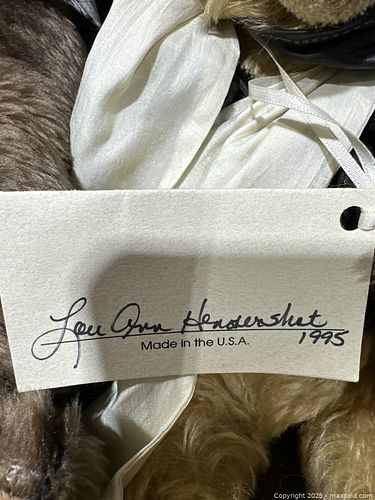 Lou Ann Hendershot
Made in the U.S.A.
1995
Copyright © 2025 - maxsold.com